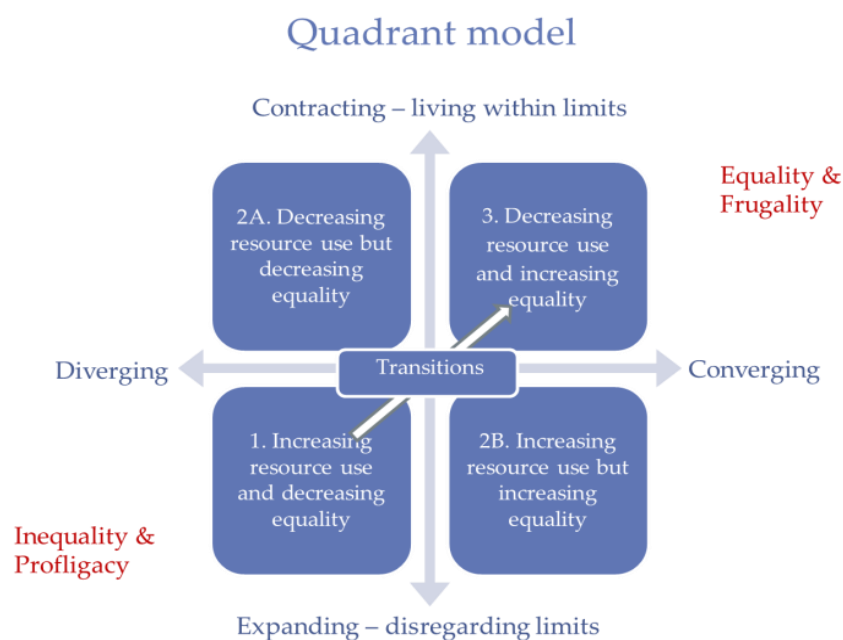 Quadrant model
Contracting – living within limits
Equality &
Frugality
2A. Decreasing
resource use but
decreasing
equality
3. Decreasing
resource use
and increasing
equality
Diverging
Transitions
Converging
1. Increasing
resource use
and decreasing
equality
2B. Increasing
resource use but
increasing
equality
Inequality &
Profligacy
Expanding – disregarding limits